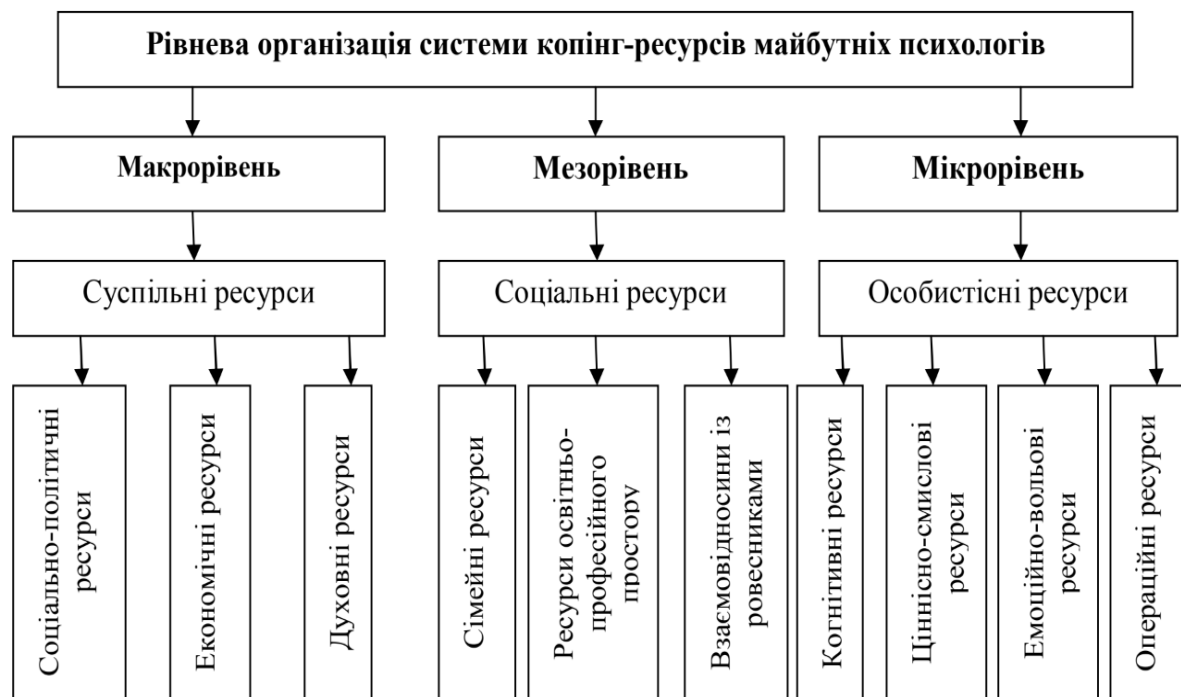 Рівнева організація системи копінг-ресурсів майбутніх психологів
Макрорівень
Мезорівень
Мікрорівень
Суспільні ресурси
Соціальні ресурси
Особистісні ресурси
Соціально-політичні
ресурси
Економічні ресурси
Духовні ресурси
Сімейні ресурси
Ресурси освітньо-
професійного
простору
Взаємовідносини із
ровесниками
Когнітивні ресурси
Ціннісно-смислові
ресурси
Емоційно-вольові
ресурси
Операційні ресурси